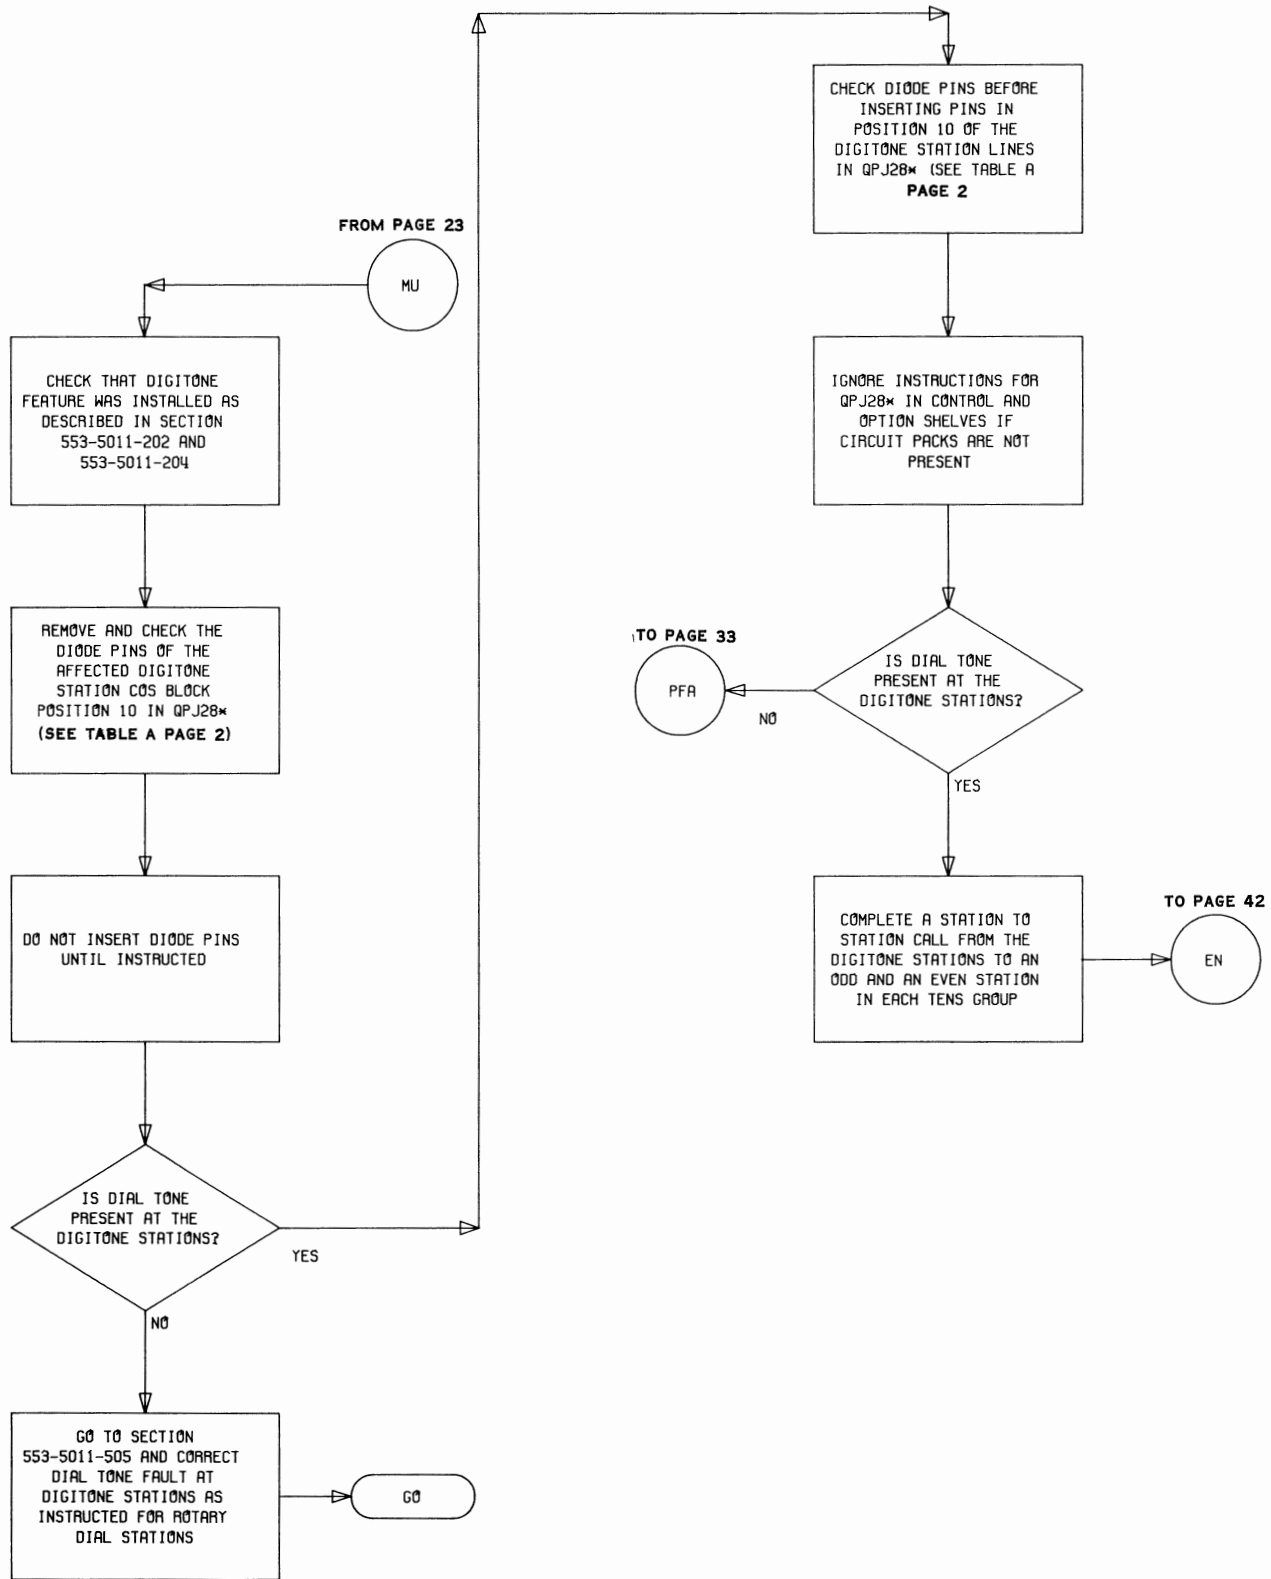 FROM PAGE 23
MU
CHECK THAT DIGITONE
FEATURE WAS INSTALLED AS
DESCRIBED IN SECTION
553-5011-202 AND
553-5011-204
REMOVE AND CHECK THE
DIODE PINS OF THE
AFFECTED DIGITONE
STATION COS BLOCK
POSITION 10 IN QPJ28*
(SEE TABLE A PAGE 2)
DO NOT INSERT DIODE PINS
UNTIL INSTRUCTED
IS DIAL TONE
PRESENT AT THE
DIGITONE STATIONS?
YES
NO
GO TO SECTION
553-5011-505 AND CORRECT
DIAL TONE FAULT AT
DIGITONE STATIONS AS
INSTRUCTED FOR ROTARY
DIAL STATIONS
GO
CHECK DIODE PINS BEFORE
INSERTING PINS IN
POSITION 10 OF THE
DIGITONE STATION LINES
IN QPJ28* (SEE TABLE A
PAGE 2
IGNORE INSTRUCTIONS FOR
QPJ28* IN CONTROL AND
OPTION SHELVES IF
CIRCUIT PACKS ARE NOT
PRESENT
IS DIAL TONE
PRESENT AT THE
DIGITONE STATIONS?
NO
TO PAGE 33
PFA
YES
COMPLETE A STATION TO
STATION CALL FROM THE
DIGITONE STATIONS TO AN
ODD AND AN EVEN STATION
IN EACH TENS GROUP
TO PAGE 42
EN